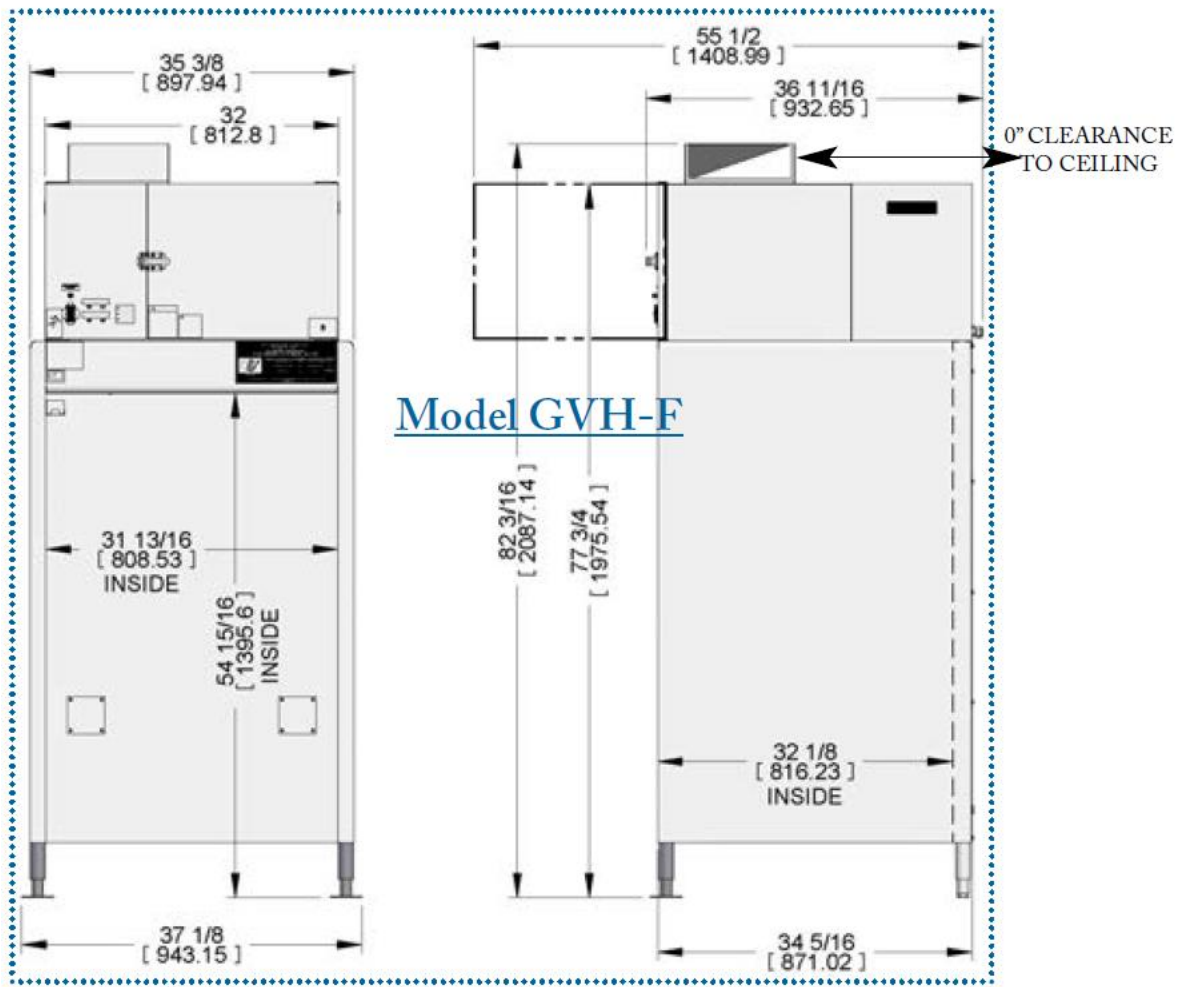 35 3/8
[ 897.94 ]
32
[ 812.8 ]
55 1/2
[ 1408.99 ]
36 11/16
[ 932.65 ]
0” CLEARANCE
TO CEILING
Model GVH-F
82 3/16
[ 2087.14 ]
77 3/4
[ 1975.54 ]
31 13/16
[ 808.53 ]
INSIDE
54 15/16
[ 1395.6 ]
INSIDE
32 1/8
[ 816.23 ]
INSIDE
37 1/8
[ 943.15 ]
34 5/16
[ 871.02 ]